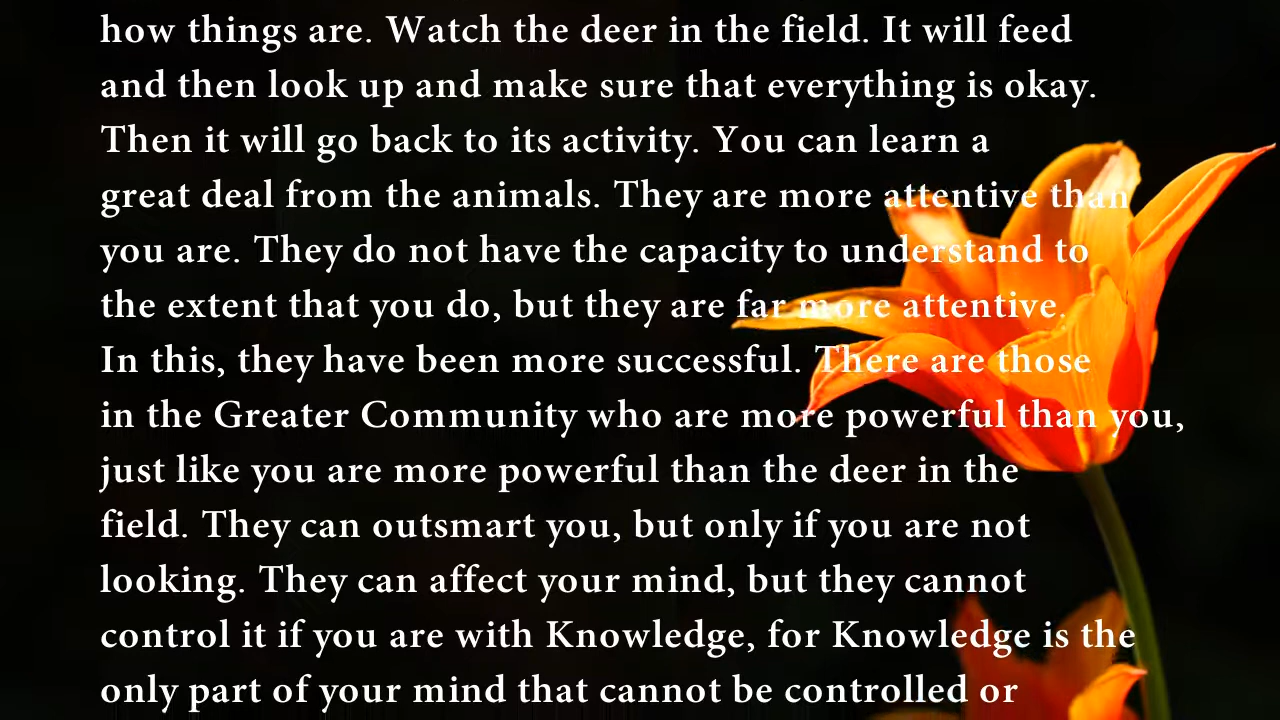 how things are. Watch the deer in the field. It will feed
and then look up and make sure that everything is okay.
Then it will go back to its activity. You can learn a
great deal from the animals. They are more attentive than
you are. They do not have the capacity to understand to
the extent that you do, but they are far more attentive.
In this, they have been more successful. There are those
in the Greater Community who are more powerful than you,
just like you are more powerful than the deer in the
field. They can outsmart you, but only if you are not
looking. They can affect your mind, but they cannot
control it if you are with Knowledge, for Knowledge is the
only part of your mind that cannot be controlled or